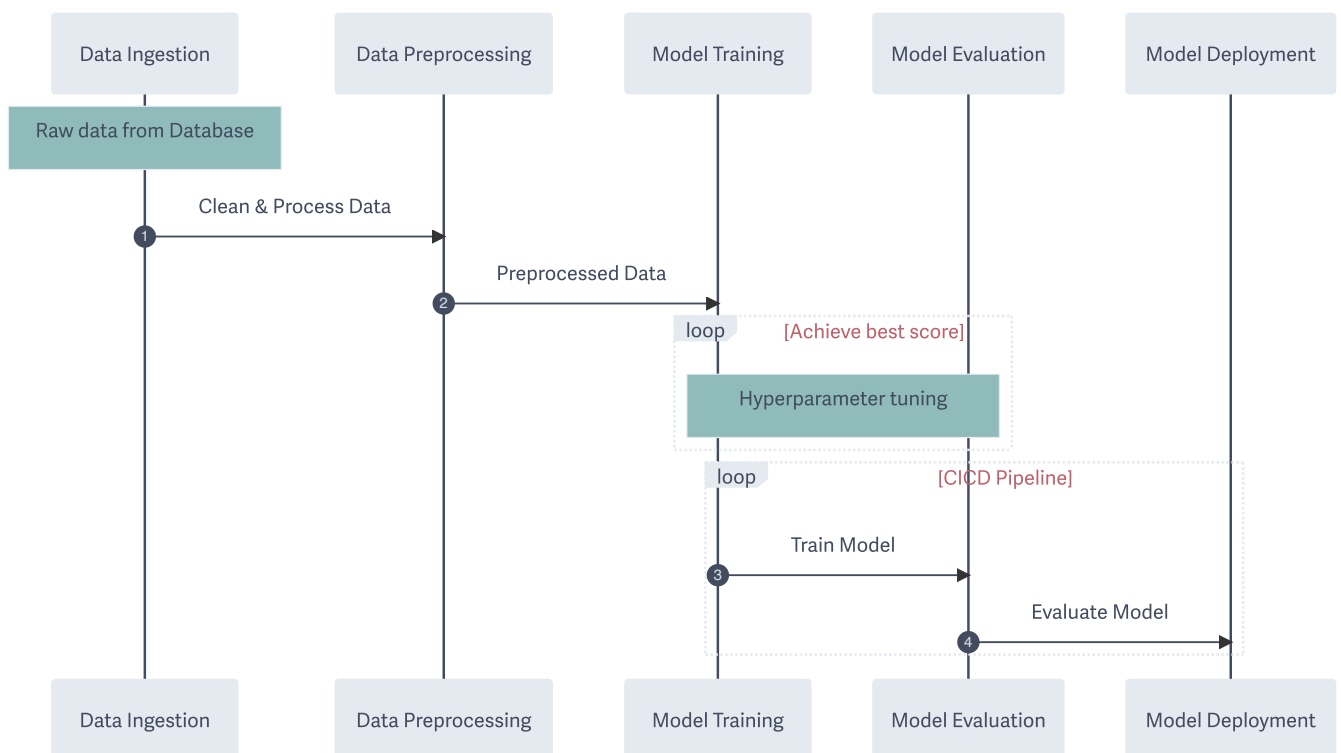 Data Ingestion
Data Preprocessing
Model Training
Model Evaluation
Model Deployment
Raw data from Database
Clean & Process Data
1
Preprocessed Data
2
loop
[Achieve best score]
Hyperparameter tuning
loop
[CICD Pipeline]
Train Model
3
Evaluate Model
4
Data Ingestion
Data Preprocessing
Model Training
Model Evaluation
Model Deployment